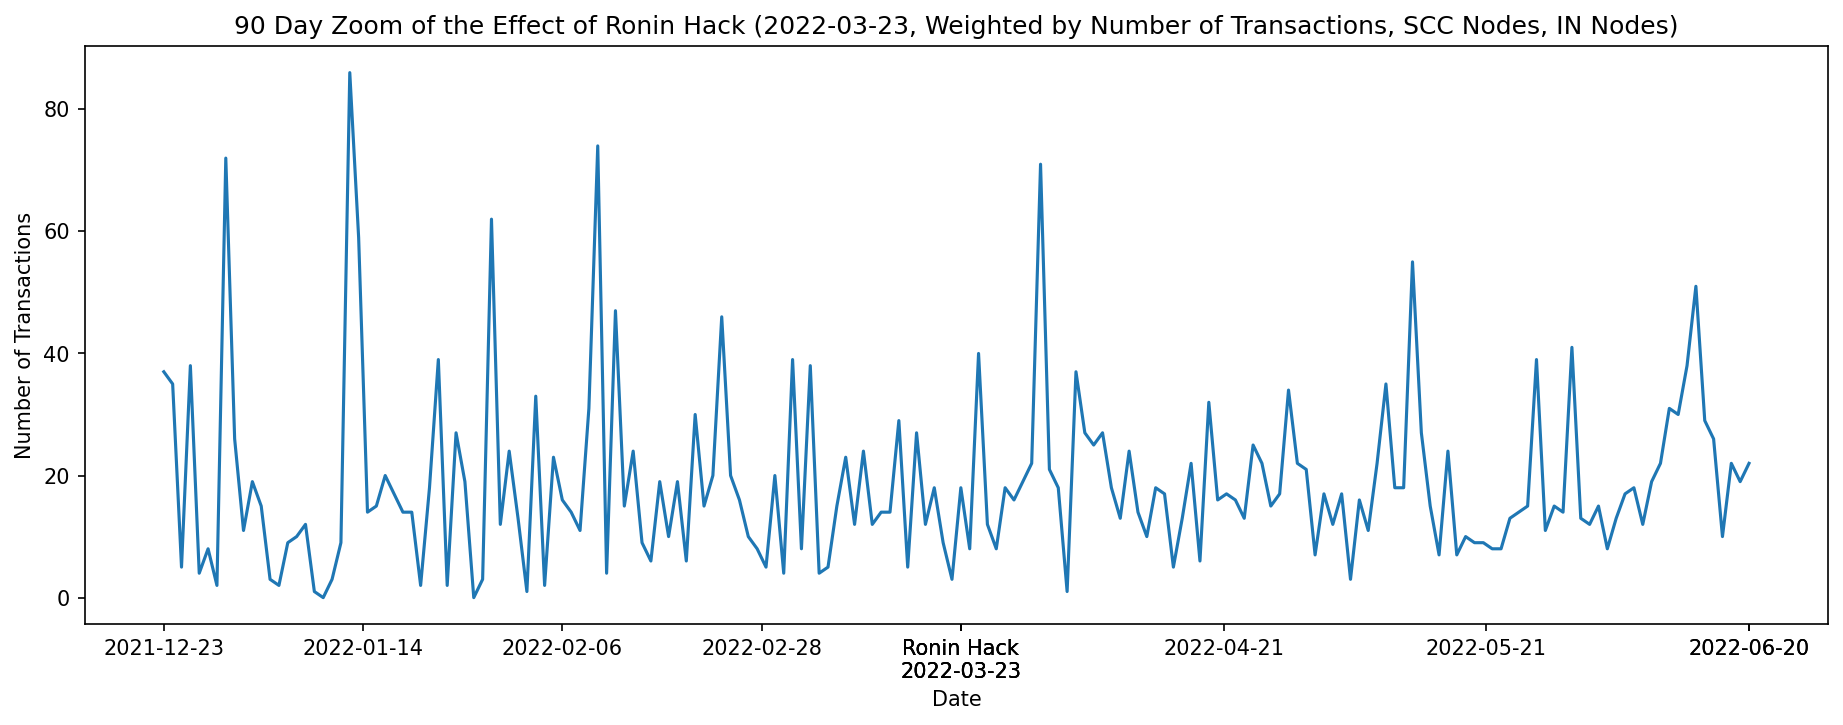 90 Day Zoom of the Effect of Ronin Hack (2022-03-23, Weighted by Number of Transactions, SCC Nodes, IN Nodes)
Number of Transactions
80
60
40
20
0
2021-12-23 2022-01-14 2022-02-06 2022-02-28 Ronin Hack 2022-04-21 2022-05-21 2022-06-20
2022-03-23
Date